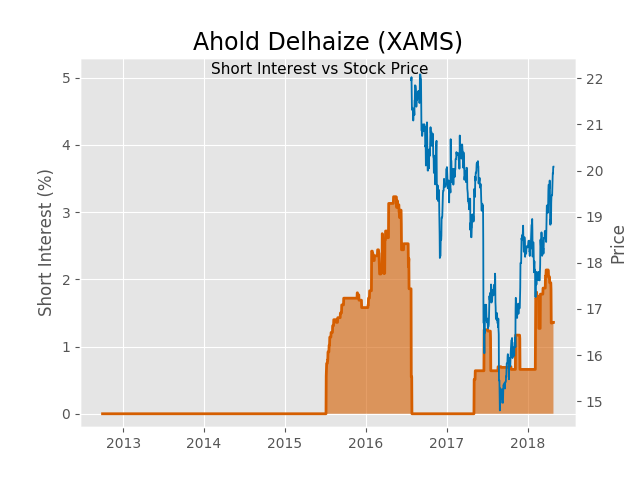 Ahold Delhaize (XAMS)
Short Interest vs Stock Price
Short Interest (%)
5
4
3
2
1
0
22
21
20
19
18
17
16
15
Price
2013 2014 2015 2016 2017 2018